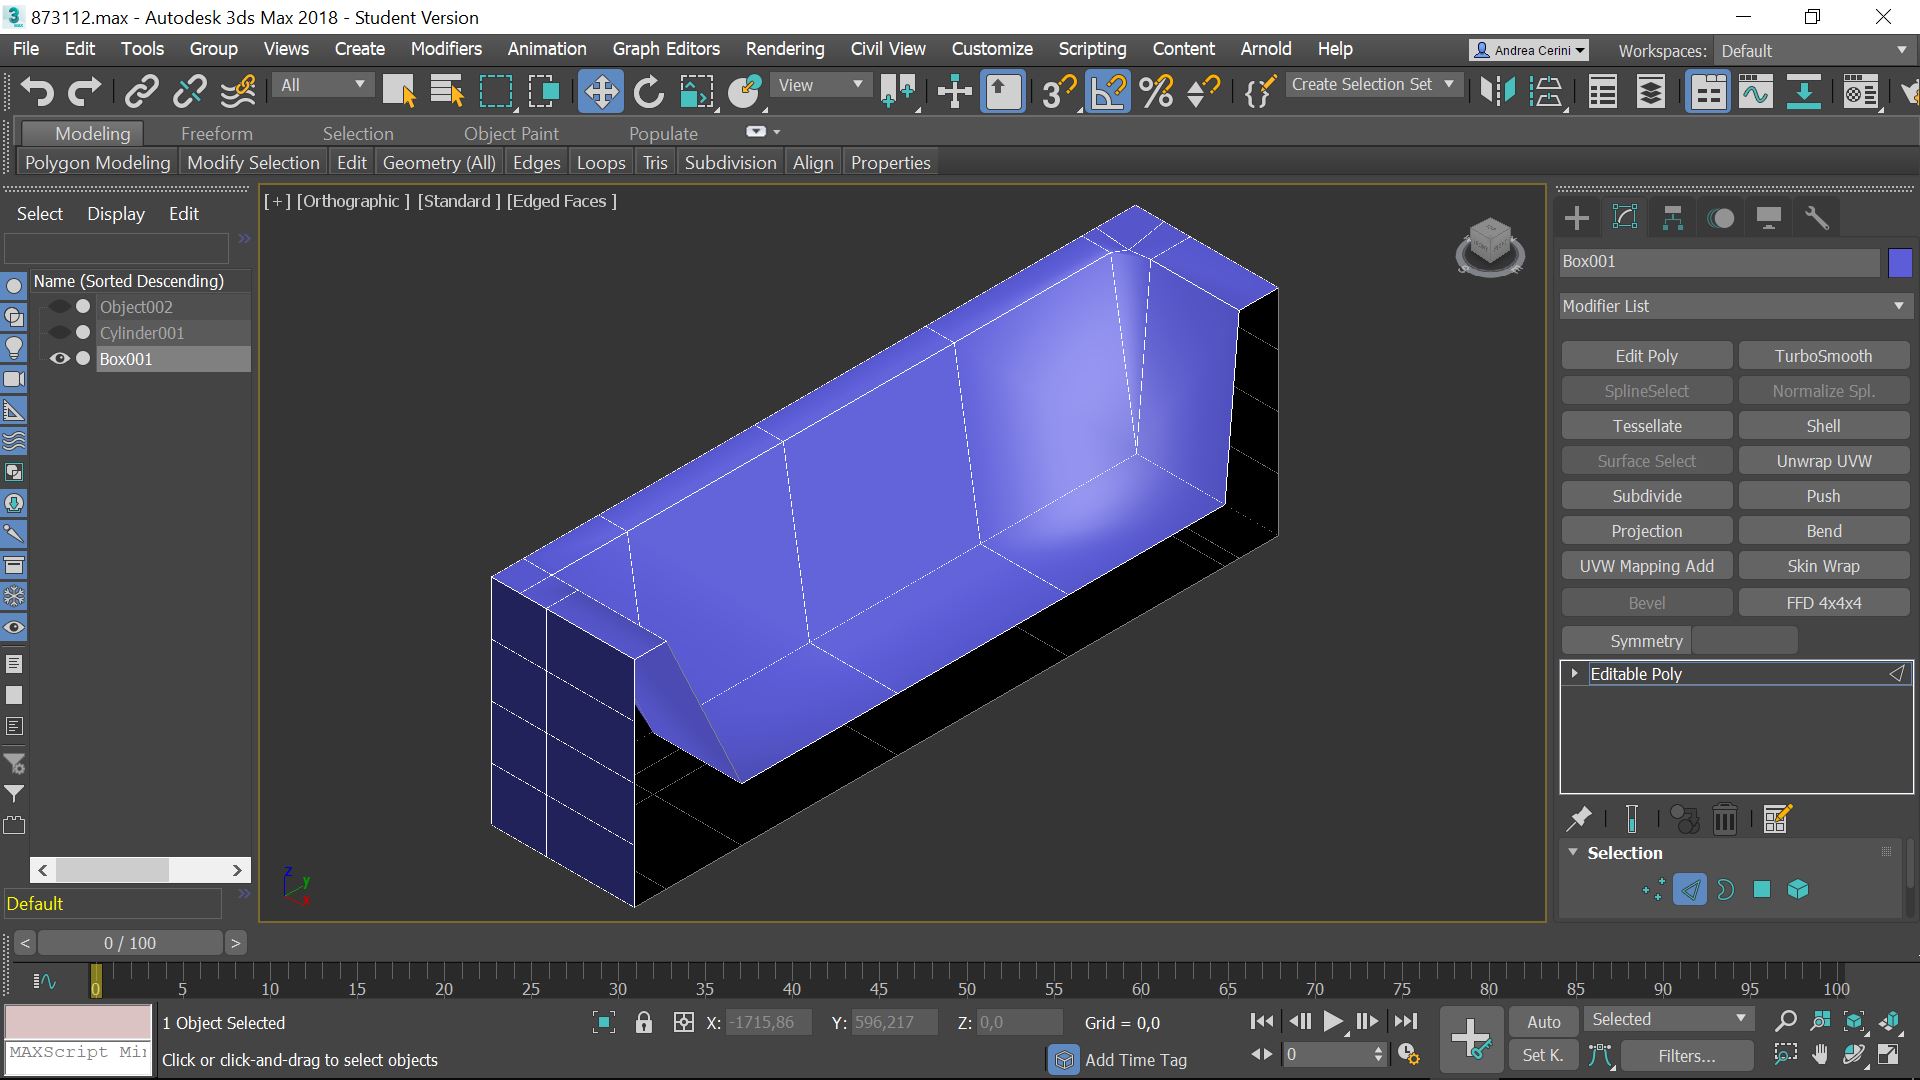 873112.max - Autodesk 3ds Max 2018 - Student Version
File Edit Tools Group Views Create Modifiers Animation Graph Editors Rendering Civil View Customize Scripting Content Arnold Help Andrea Cerini Workspaces: Default
All View 3 Create Selection Set
Modeling Freeform Selection Object Paint Populate
Polygon Modeling Modify Selection Edit Geometry (All) Edges Loops Tris Subdivision Align Properties
Select Display Edit
Name (Sorted Descending)
Object002
Cylinder001
Box001
Default
0 / 100
[ + ] [Orthographic ] [Standard ] [Edged Faces ]
z
y
x
Box001
Modifier List
Edit Poly TurboSmooth
SplineSelect Normalize Spl.
Tessellate Shell
Surface Select Unwrap UVW
Subdivide Push
Projection Bend
UVW Mapping Add Skin Wrap
Bevel FFD 4x4x4
Symmetry
Editable Poly
Selection
0 5 10 15 20 25 30 35 40 45 50 55 60 65 70 75 80 85 90 95 100
1 Object Selected X: -1715,86 Y: 596,217 Z: 0,0 Grid = 0,0 Auto Selected
MAXScript Mi
Click or click-and-drag to select objects Add Time Tag 0 Set K. Filters...